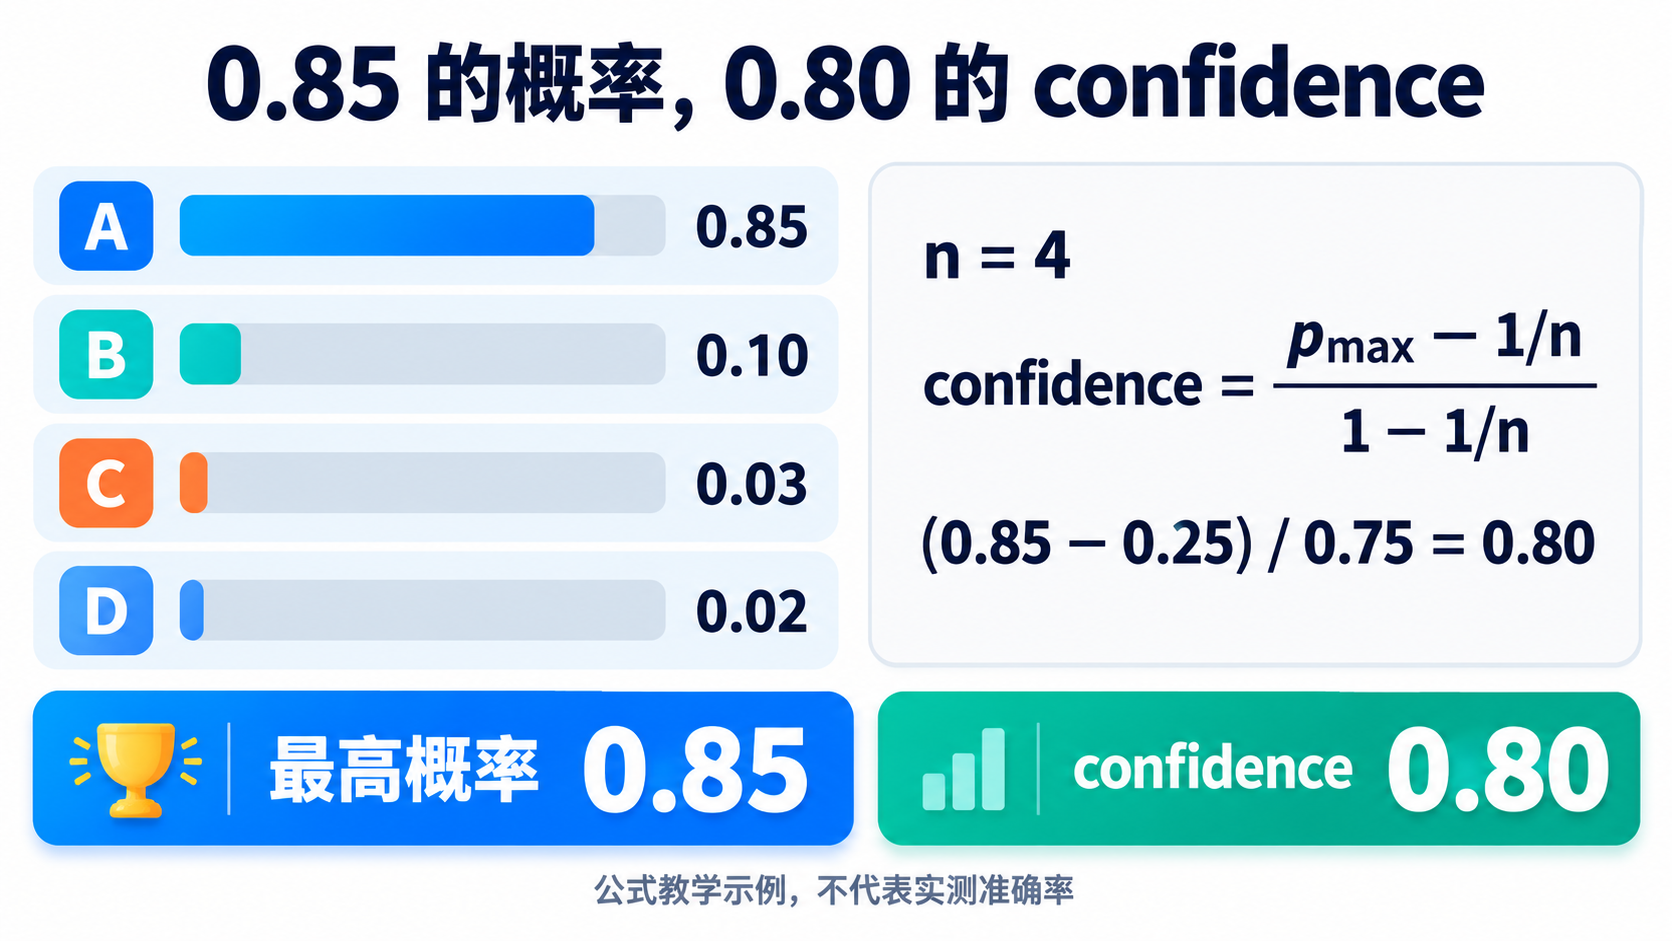 0.85 的概率, 0.80 的 confidence
A 0.85
B 0.10
C 0.03
D 0.02
n = 4
confidence = (p_max − 1/n) / (1 − 1/n)
(0.85 − 0.25) / 0.75 = 0.80
最高概率 0.85
confidence 0.80
公式教学示例，不代表实测准确率